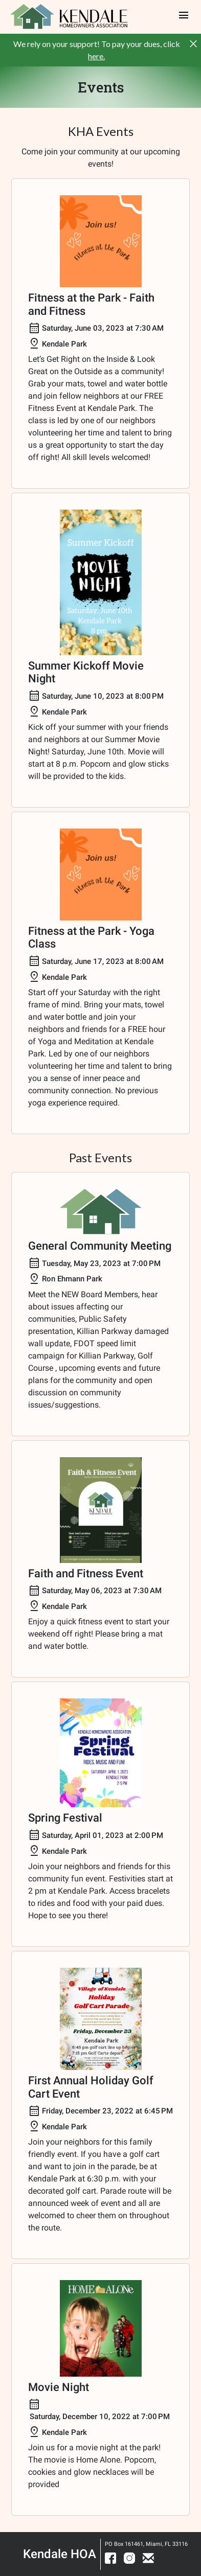 KENDALE
HOMEOWNERS ASSOCIATION
We rely on your support! To pay your dues, click
here.
Events
KHA Events
Come join your community at our upcoming
events!
Join us!
Fitness at the Park
Fitness at the Park - Faith
and Fitness
Saturday, June 03, 2023 at 7:30 AM
Kendale Park
Let's Get Right on the Inside & Look
Great on the Outside as a community!
Grab your mats, towel and water bottle
and join fellow neighbors at our FREE
Fitness Event at Kendale Park. The
class is led by one of our neighbors
volunteering her time and talent to bring
us a great opportunity to start the day
off right! All skill levels welcomed!
Summer Kickoff
MOVIE
NIGHT
Saturday, June 10th
Kendale Park
8 pm
Summer Kickoff Movie
Night
Saturday, June 10, 2023 at 8:00 PM
Kendale Park
Kick off your summer with your friends
and neighbors at our Summer Movie
Night! Saturday, June 10th. Movie will
start at 8 p.m. Popcorn and glow sticks
will be provided to the kids.
Join us!
Fitness at the Park
Fitness at the Park - Yoga
Class
Saturday, June 17, 2023 at 8:00 AM
Kendale Park
Start off your Saturday with the right
frame of mind. Bring your mats, towel
and water bottle and join your
neighbors and friends for a FREE hour
of Yoga and Meditation at Kendale
Park. Led by one of our neighbors
volunteering her time and talent to bring
you a sense of inner peace and
community connection. No previous
yoga experience required.
Past Events
General Community Meeting
Tuesday, May 23, 2023 at 7:00 PM
Ron Ehmann Park
Meet the NEW Board Members, hear
about issues affecting our
communities, Public Safety
presentation, Killian Parkway damaged
wall update, FDOT speed limit
campaign for Killian Parkway, Golf
Course , upcoming events and future
plans for the community and open
discussion on community
issues/suggestions.
Faith & Fitness Event
KENDALE
Faith and Fitness Event
Saturday, May 06, 2023 at 7:30 AM
Kendale Park
Enjoy a quick fitness event to start your
weekend off right! Please bring a mat
and water bottle.
KENDALE HOMEOWNERS ASSOCIATION
Spring
Festival
RIDES, MUSIC AND FUN!
SATURDAY, APRIL 1, 2023
KENDALE PARK
2-5 PM
Spring Festival
Saturday, April 01, 2023 at 2:00 PM
Kendale Park
Join your neighbors and friends for this
community fun event. Festivities start at
2 pm at Kendale Park. Access bracelets
to rides and food with your paid dues.
Hope to see you there!
Village of Kendale
Holiday
Golf Cart Parade
Friday, December 23
Kendale Park
6:45 pm golf cart line up
7:15 pm Golf Carts depart
First Annual Holiday Golf
Cart Event
Friday, December 23, 2022 at 6:45 PM
Kendale Park
Join your neighbors for this family
friendly event. If you have a golf cart
and want to join in the parade, be at
Kendale Park at 6:30 p.m. with your
decorated golf cart. Parade route will be
announced week of event and all are
welcomed to cheer them on throughout
the route.
HOME ALONE
Movie Night
Saturday, December 10, 2022 at 7:00 PM
Kendale Park
Join us for a movie night at the park!
The movie is Home Alone. Popcorn,
cookies and glow necklaces will be
provided
Kendale HOA
PO Box 161461, Miami, FL 33116